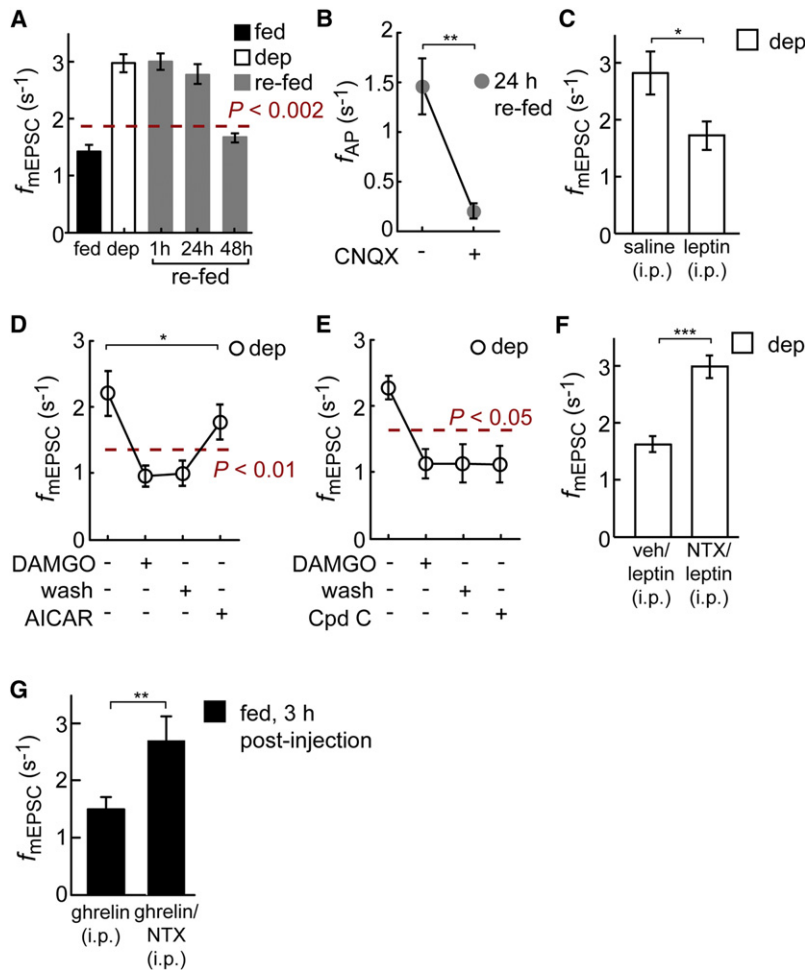 A
fed
dep
re-fed
P < 0.002
fmEPSC (s-1)
3
2
1
0
fed dep 1h 24h 48h
re-fed
B
**
24 h
re-fed
fAP (s-1)
2
1.5
1
0.5
0
- +
CNQX
C
*
dep
fmEPSC (s-1)
3
2
1
0
saline leptin
(i.p.) (i.p.)
D
*
dep
fmEPSC (s-1)
3
2
1
0
P < 0.01
DAMGO - + - -
wash - - + -
AICAR - - - +
E
dep
fmEPSC (s-1)
3
2
1
0
P < 0.05
DAMGO - + - -
wash - - + -
Cpd C - - - +
F
***
dep
fmEPSC (s-1)
3
2
1
0
veh/ NTX/
leptin leptin
(i.p.) (i.p.)
G
**
fed, 3 h
post-injection
fmEPSC (s-1)
3
2
1
0
ghrelin ghrelin/
(i.p.) NTX
(i.p.)